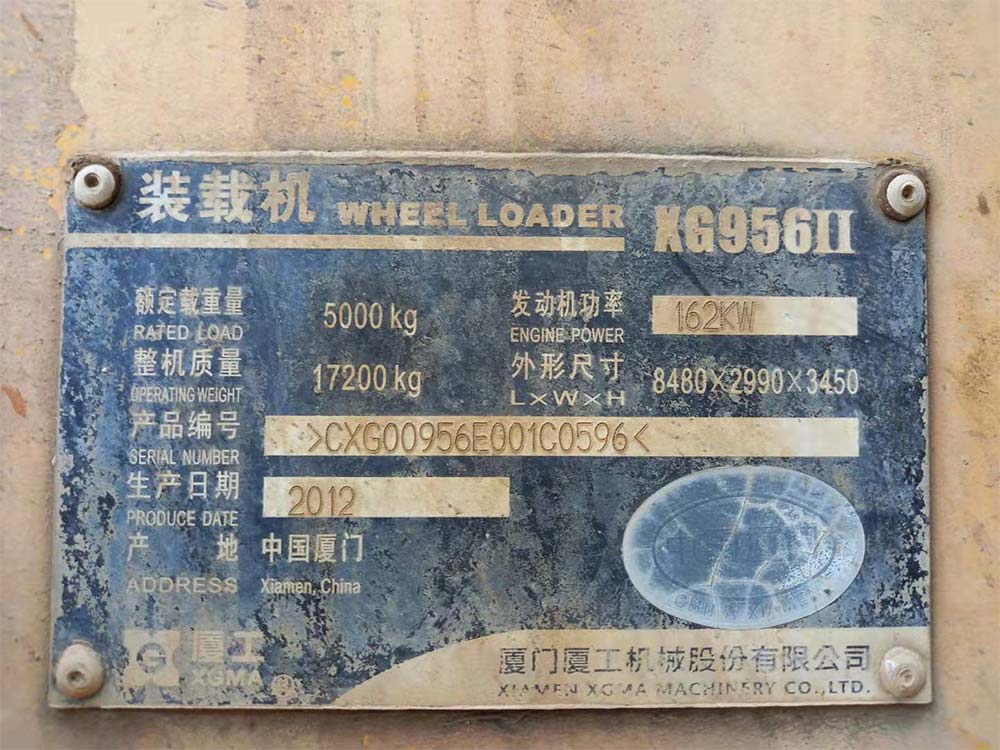 装载机 WHEEL LOADER XG956II
额定载重量 5000 kg 发动机功率 162KW
RATED LOAD ENGINE POWER
整机质量 17200 kg 外形尺寸 8480×2990×3450
OPERATING WEIGHT L×W×H
产品编号 >CXG00956E001C0596<
SERIAL NUMBER
生产日期 2012
PRODUCE DATE
产 地 中国厦门
ADDRESS Xiamen, China
厦工
XGMA ®
厦门厦工机械股份有限公司
XIAMEN XGMA MACHINERY CO.,LTD.